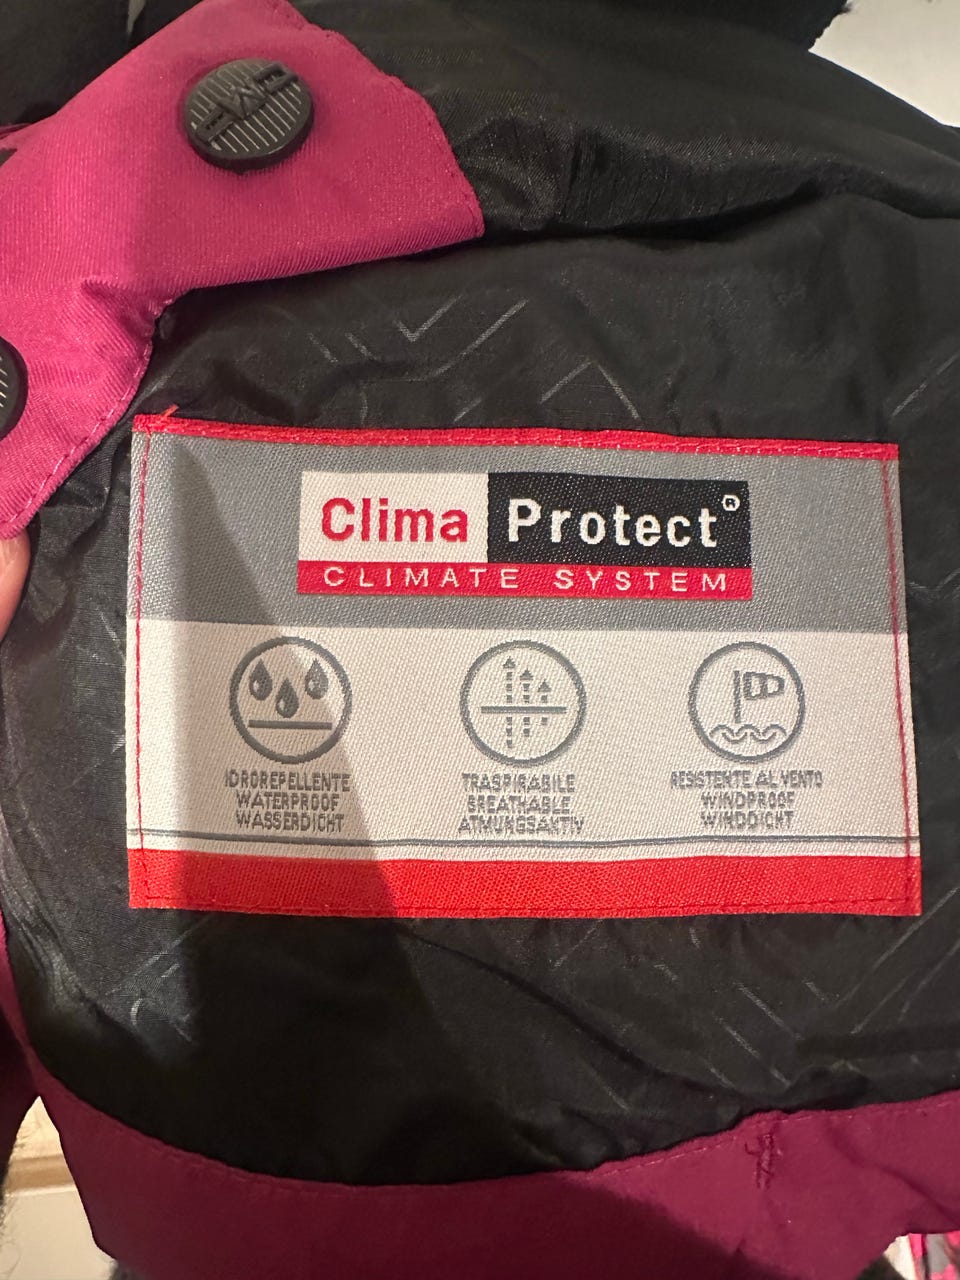 Clima Protect®
CLIMATE SYSTEM
IDROREPELLENTE
WATERPROOF
WASSERDICHT
TRASPIRABILE
BREATHABLE
ATMUNGSAKTIV
RESISTENTE AL VENTO
WINDPROOF
WINDDICHT